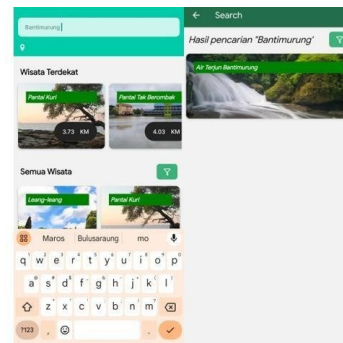 Bantimurung
Wisata Terdekat
Pantai Kuri
Pantai Tak Berombak
3.73 KM
4.03 KM
Semua Wisata
Leang-leang
Pantai Kuri
Maros Bulusaraung mo
q w e r t y u i o p
a s d f g h j k l
z x c v b n m
?123 , .
← Search
Hasil pencarian "Bantimurung'
Air Terjun Bantimurung